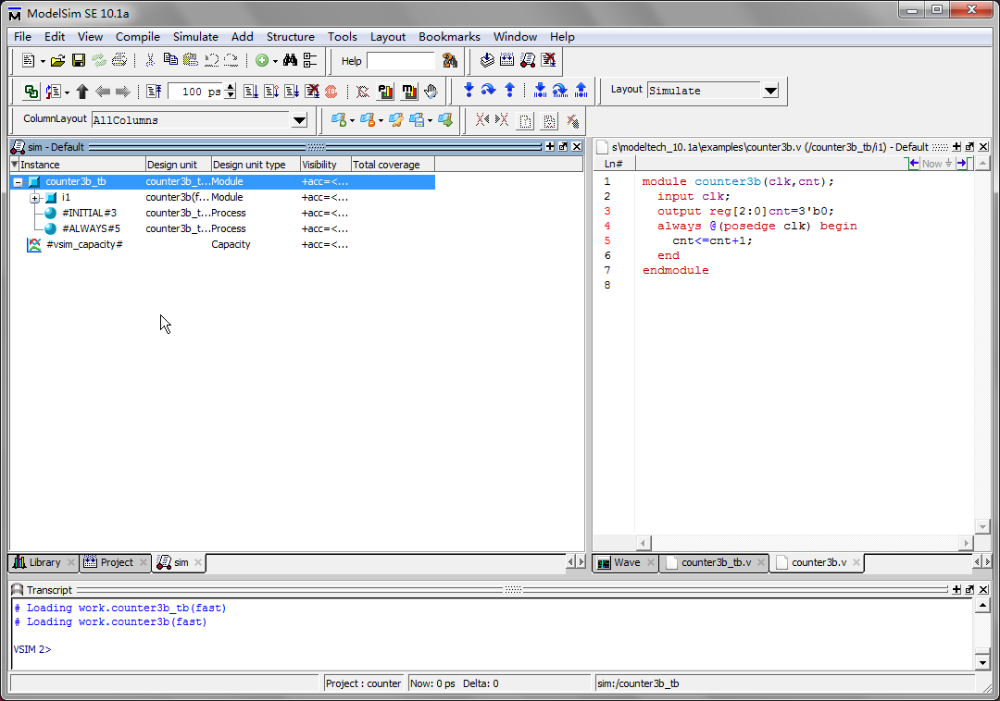 ModelSim SE 10.1a
File Edit View Compile Simulate Add Structure Tools Layout Bookmarks Window Help
Help
100 ps
Layout Simulate
ColumnLayout AllColumns
sim - Default
Instance Design unit Design unit type Visibility Total coverage
counter3b_tb counter3b_t... Module +acc=<...
i1 counter3b(f... Module +acc=<...
#INITIAL#3 counter3b_t... Process +acc=<...
#ALWAYS#5 counter3b_t... Process +acc=<...
#vsim_capacity# Capacity +acc=<...
s\modeltech_10.1a\examples\counter3b.v (/counter3b_tb/i1) - Default
Ln# Now
1 module counter3b(clk,cnt);
2 input clk;
3 output reg[2:0]cnt=3'b0;
4 always @(posedge clk) begin
5 cnt<=cnt+1;
6 end
7 endmodule
8
Library Project sim
Wave counter3b_tb.v counter3b.v
Transcript
# Loading work.counter3b_tb(fast)
# Loading work.counter3b(fast)
VSIM 2>
Project : counter Now: 0 ps Delta: 0 sim:/counter3b_tb